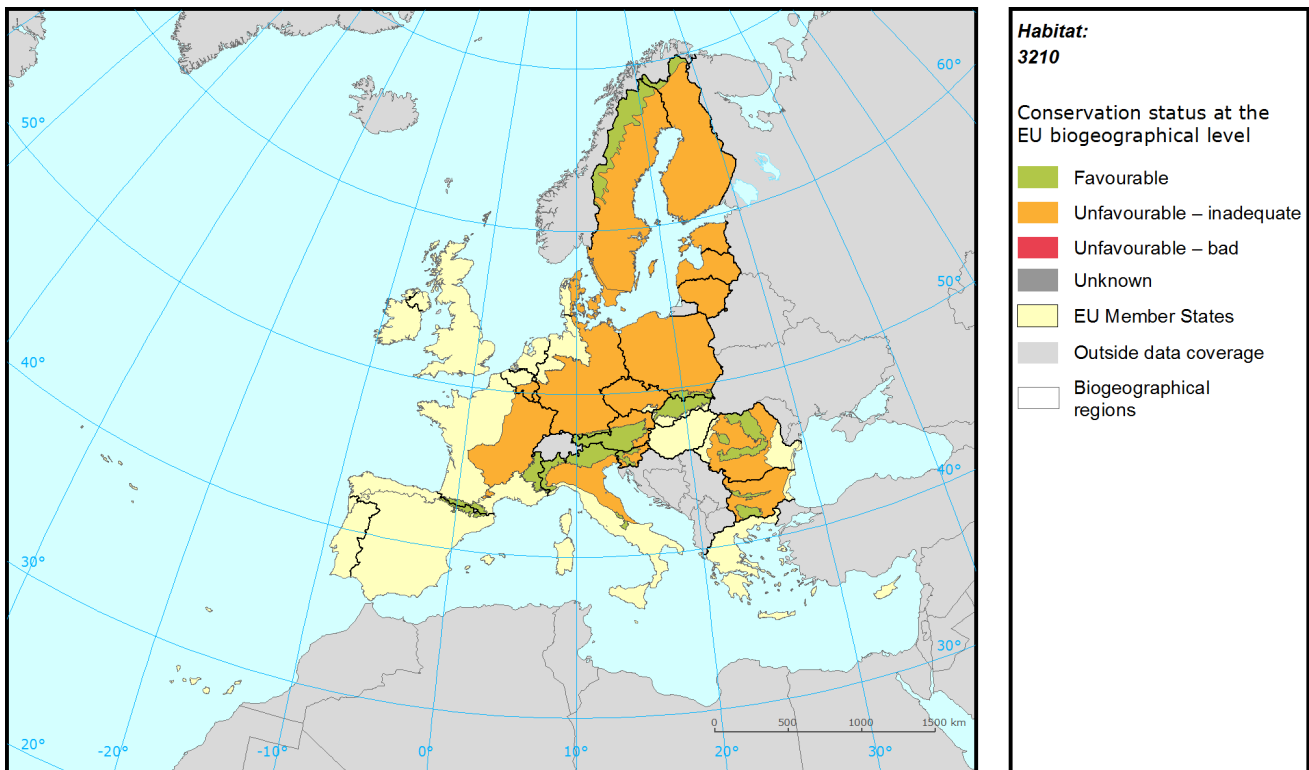 Habitat:
3210
Conservation status at the
EU biogeographical level
Favourable
Unfavourable – inadequate
Unfavourable – bad
Unknown
EU Member States
Outside data coverage
Biogeographical
regions
60°
50°
50°
40°
40°
30°
30°
0 500 1000 1500 km
20° -20° -10° 0° 10° 20° 30°